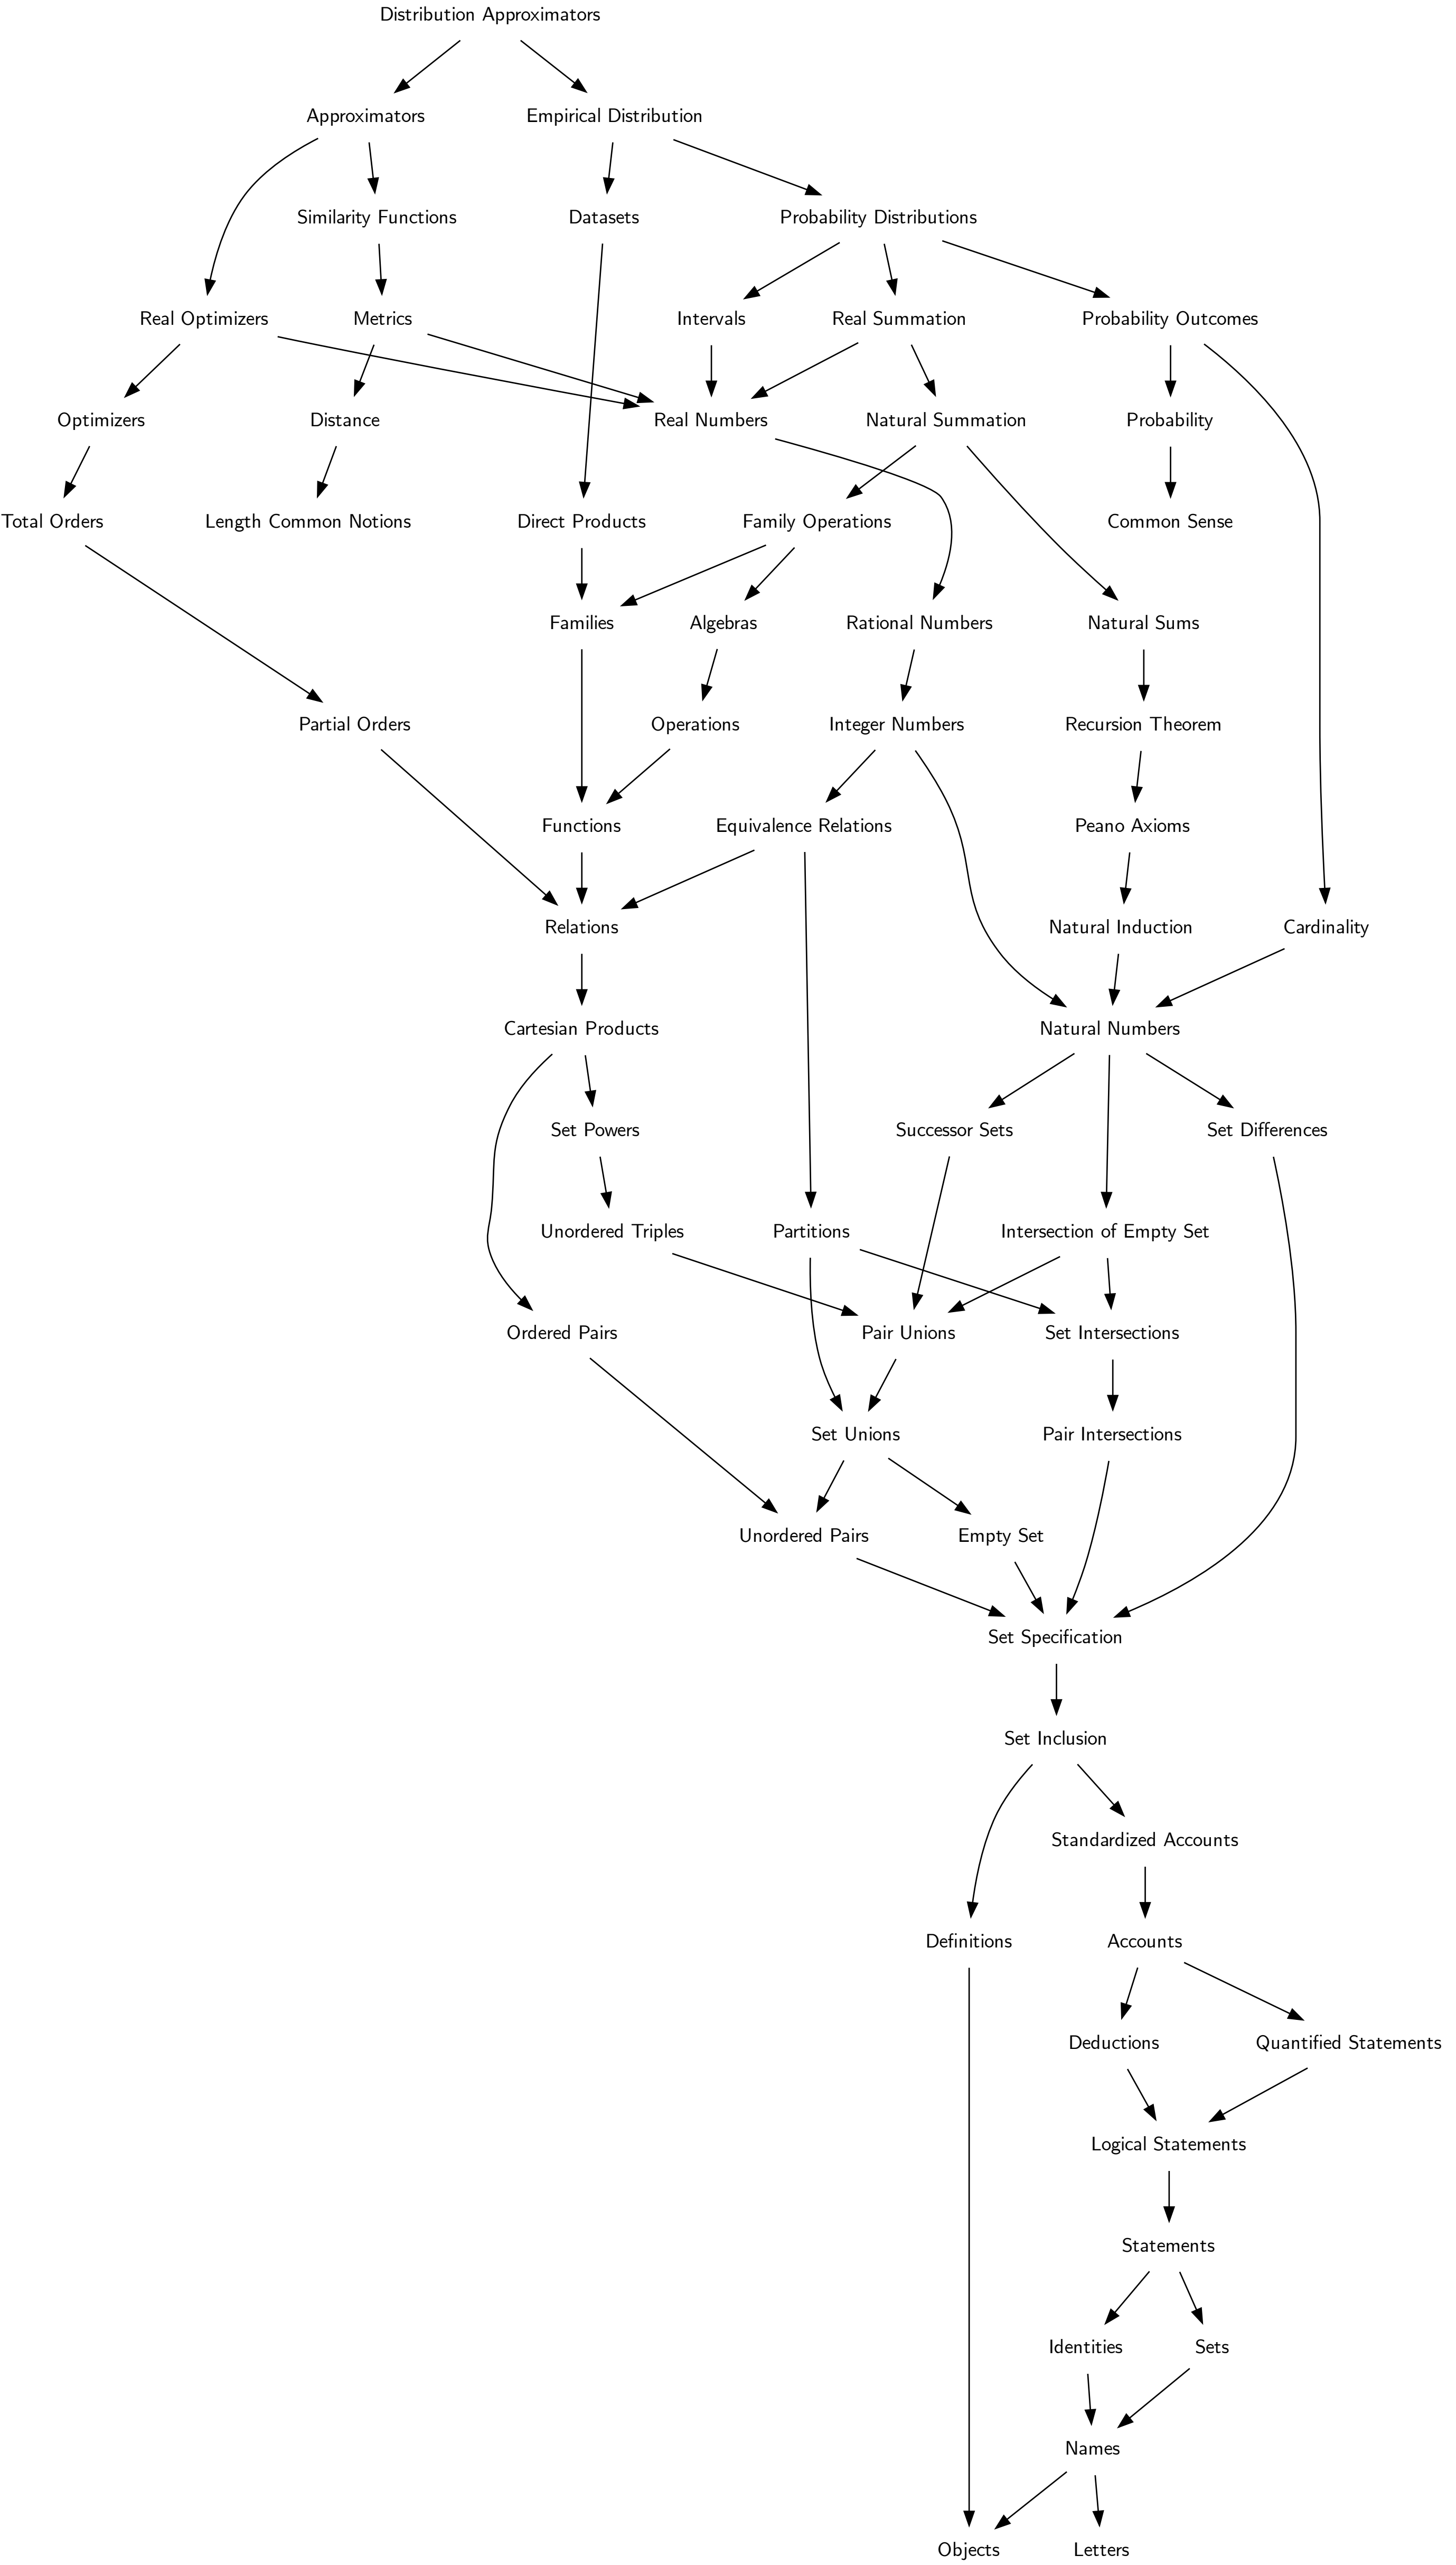 Distribution Approximators
Approximators
Empirical Distribution
Similarity Functions
Datasets
Probability Distributions
Real Optimizers
Metrics
Intervals
Real Summation
Probability Outcomes
Optimizers
Distance
Real Numbers
Natural Summation
Probability
Total Orders
Length Common Notions
Direct Products
Family Operations
Common Sense
Families
Algebras
Rational Numbers
Natural Sums
Partial Orders
Operations
Integer Numbers
Recursion Theorem
Functions
Equivalence Relations
Peano Axioms
Relations
Natural Induction
Cardinality
Cartesian Products
Natural Numbers
Set Powers
Successor Sets
Set Differences
Unordered Triples
Partitions
Intersection of Empty Set
Ordered Pairs
Pair Unions
Set Intersections
Set Unions
Pair Intersections
Unordered Pairs
Empty Set
Set Specification
Set Inclusion
Standardized Accounts
Definitions
Accounts
Deductions
Quantified Statements
Logical Statements
Statements
Identities
Sets
Names
Objects
Letters